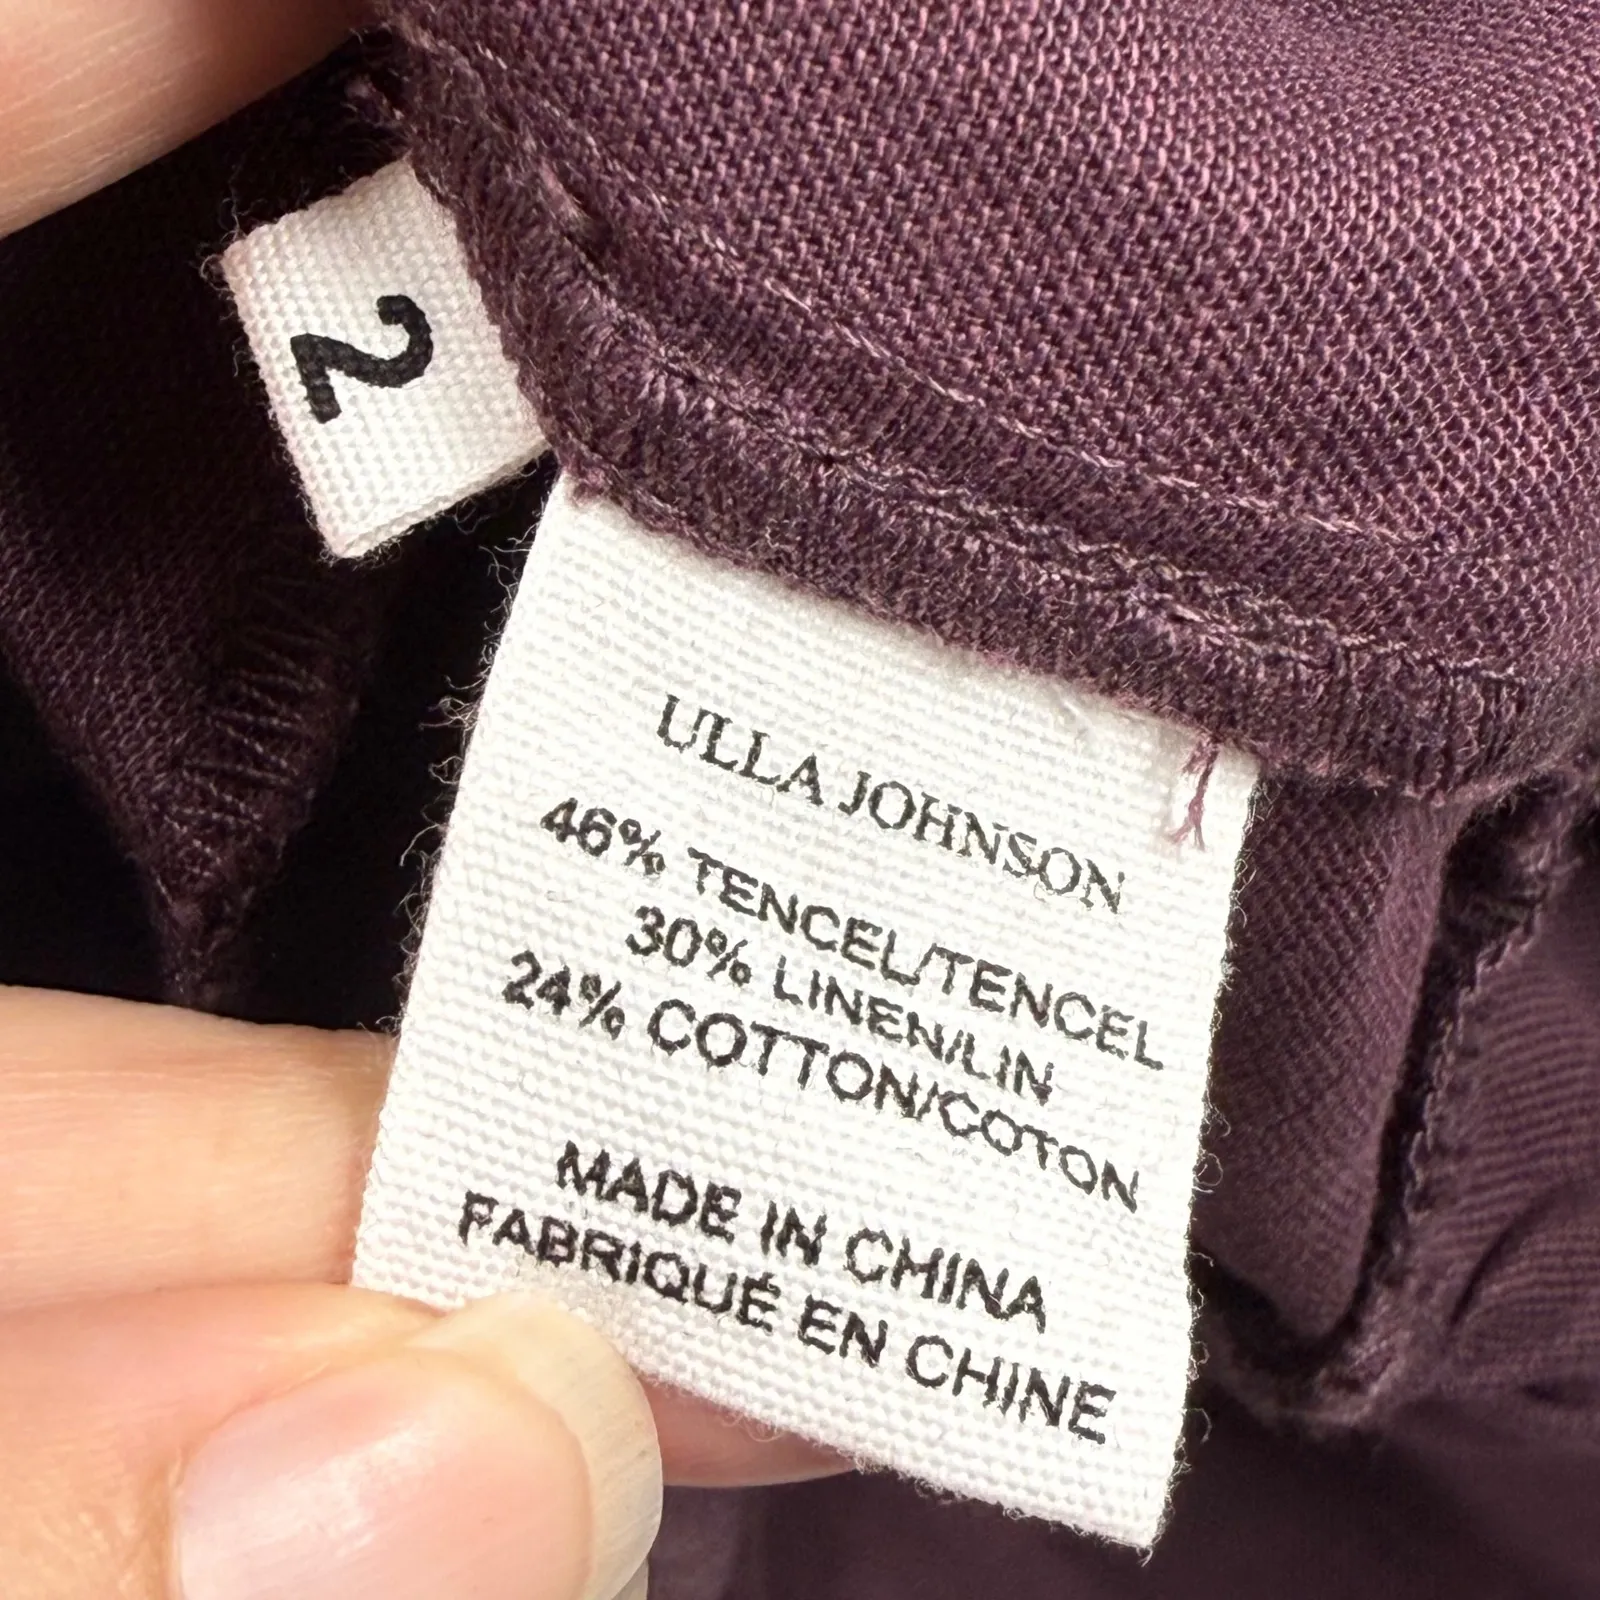 2
ULLA JOHNSON
46% TENCEL/TENCEL
30% LINEN/LIN
24% COTTON/COTON
MADE IN CHINA
FABRIQUÉ EN CHINE